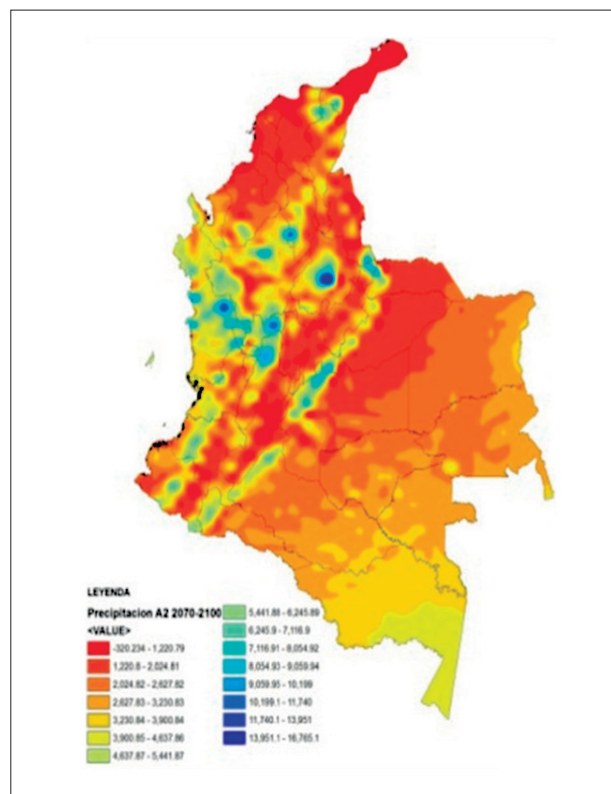 LEYENDA
Precipitacion A2 2070-2100
<VALUE>
-320.234 - 1,220.79
1,220.8 - 2,024.81
2,024.82 - 2,627.82
2,627.83 - 3,230.83
3,230.84 - 3,900.84
3,900.85 - 4,637.86
4,637.87 - 5,441.87
5,441.88 - 6,245.89
6,245.9 - 7,116.9
7,116.91 - 8,054.92
8,054.93 - 9,059.94
9,059.95 - 10,199
10,199.1 - 11,740
11,740.1 - 13,951
13,951.1 - 16,765.1